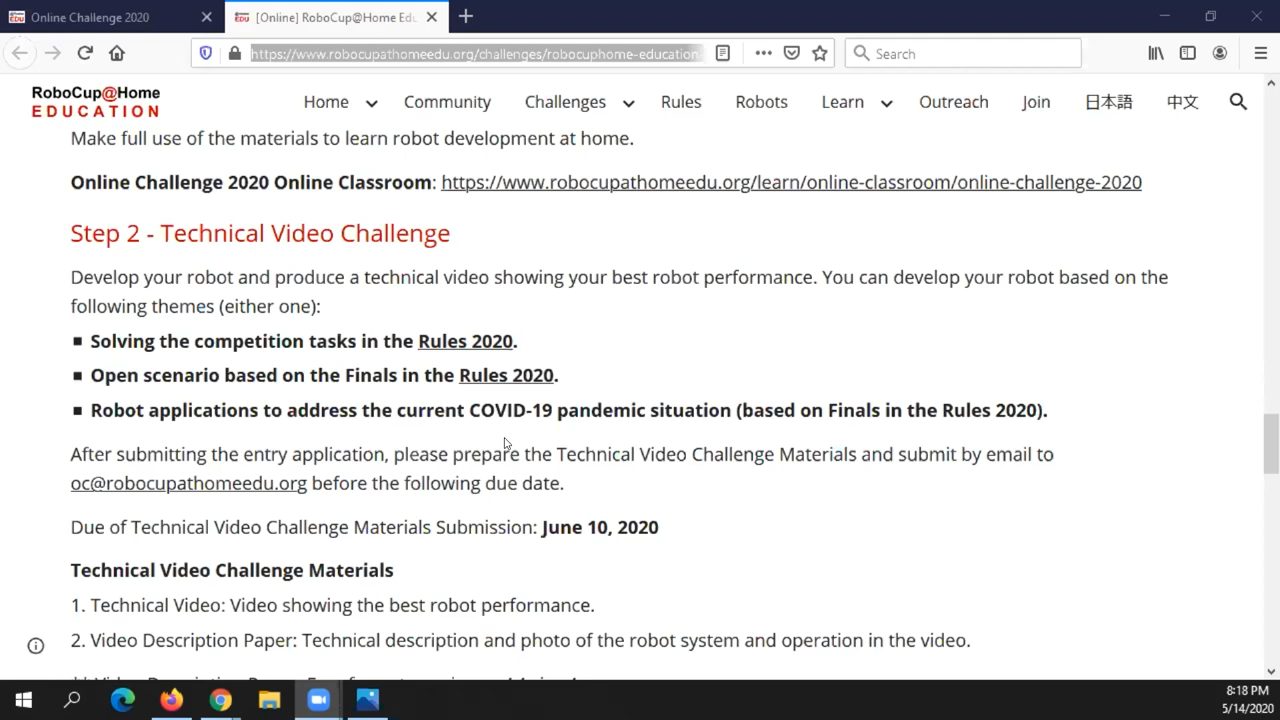 Online Challenge 2020
[Online] RoboCup@Home Edu
https://www.robocupathomeedu.org/challenges/robocuphome-education
Search
RoboCup@Home
EDUCATION
Home Community Challenges Rules Robots Learn Outreach Join 日本語 中文
Make full use of the materials to learn robot development at home.
Online Challenge 2020 Online Classroom: https://www.robocupathomeedu.org/learn/online-classroom/online-challenge-2020
Step 2 - Technical Video Challenge
Develop your robot and produce a technical video showing your best robot performance. You can develop your robot based on the
following themes (either one):
Solving the competition tasks in the Rules 2020.
Open scenario based on the Finals in the Rules 2020.
Robot applications to address the current COVID-19 pandemic situation (based on Finals in the Rules 2020).
After submitting the entry application, please prepare the Technical Video Challenge Materials and submit by email to
oc@robocupathomeedu.org before the following due date.
Due of Technical Video Challenge Materials Submission: June 10, 2020
Technical Video Challenge Materials
1. Technical Video: Video showing the best robot performance.
2. Video Description Paper: Technical description and photo of the robot system and operation in the video.
8:18 PM
5/14/2020